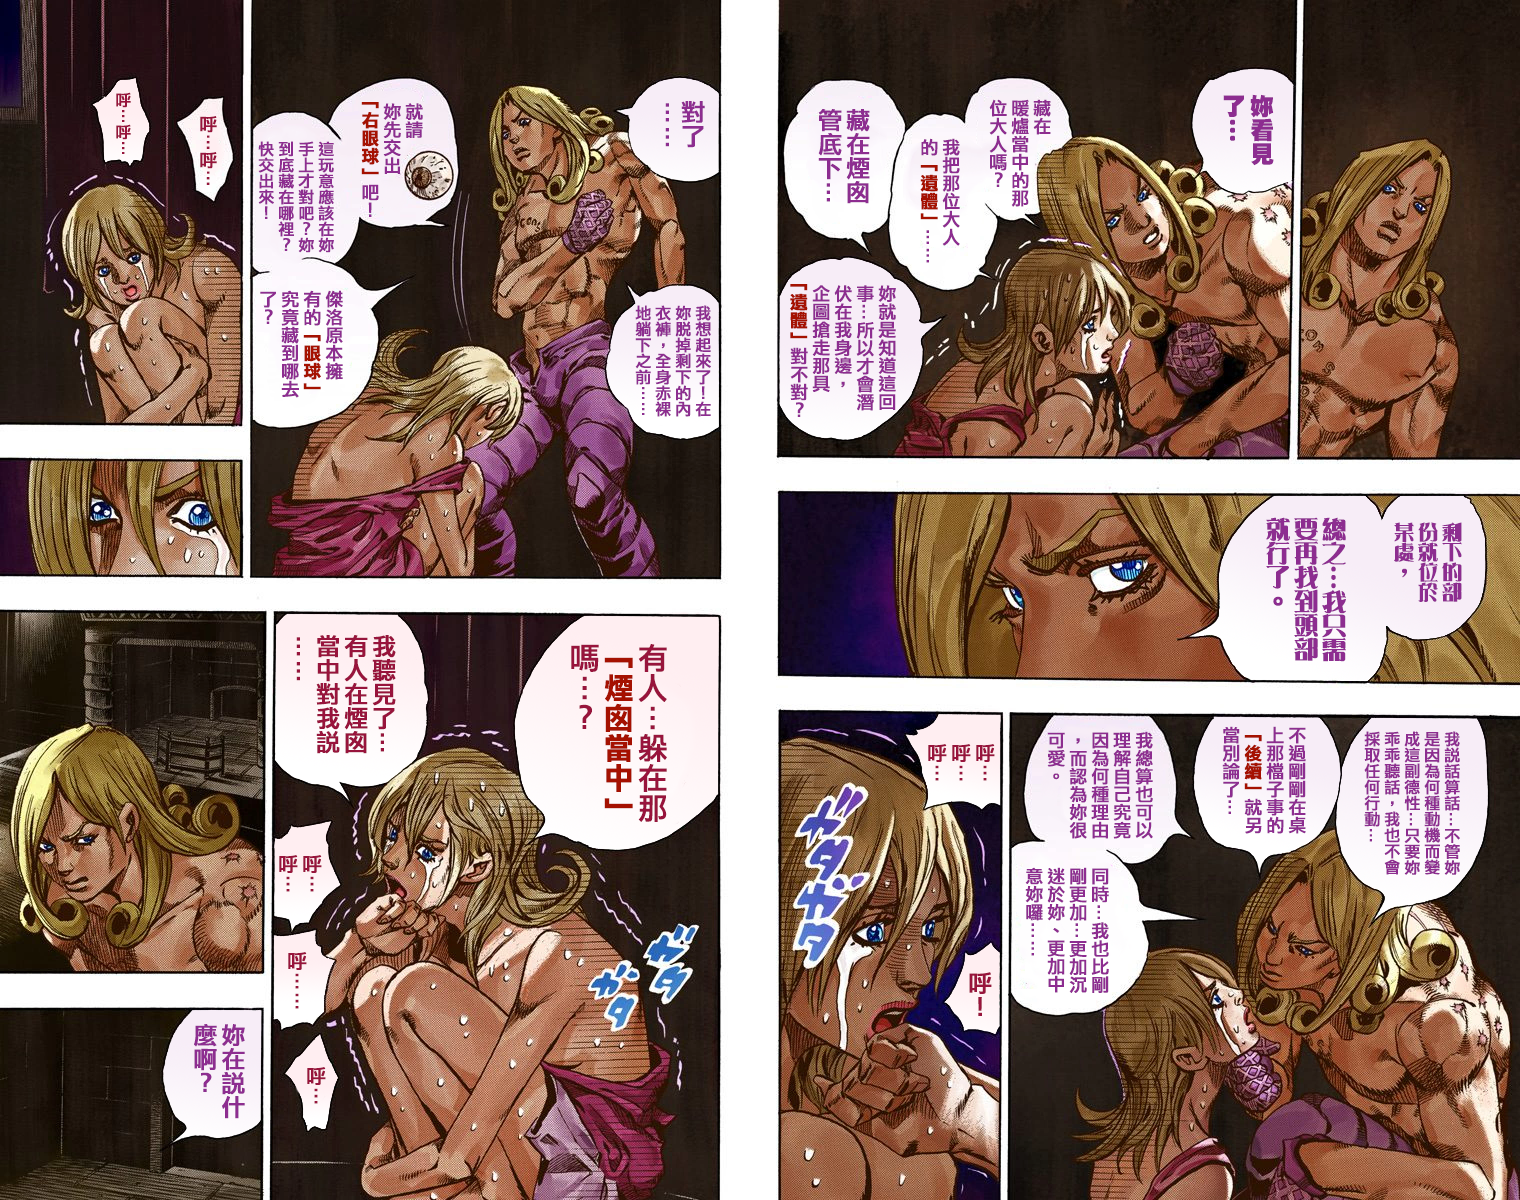 妳看見
了…
藏在
暖爐當中的那
位大人嗎？
我把那位大人
的「遺體」……
藏在煙囪
管底下…
妳就是知道這回
事…所以才會潛
伏在我身邊，
企圖搶走那具
「遺體」對不對？
剩下的部
份就位於
某處，
總之…我只需
要再找到頭部
就行了。
我說話算話…不管妳
是因為何種動機而變
成這副德性…只要妳
乖乖聽話，我也不會
採取任何行動…
不過剛剛在桌
上那檔子事的
「後續」就另
當別論了…
我總算也可以
理解自己究竟
因為何種理由
，而認為妳很
可愛。
同時…我也比剛
剛更加…更加沉
迷於妳、更加中
意妳囉……
呼…
呼…
呼…
呼！
ガタガタ
ガタガタ
對了
……
就請
妳先交出
「右眼球」吧！
這玩意應該在妳
手上才對吧？妳
到底藏在哪裡？
快交出來！
我想起來了！在
妳脫掉剩下的內
衣褲，全身赤裸
地躺下之前……
傑洛原本擁
有的「眼球」
究竟藏到哪去
了？
呼…呼…
呼…呼…
有人…躲在那
「煙囪當中」
嗎…？
我聽見了…
有人在煙囪
當中對我說
……
呼…
呼…
呼……
呼…
ガタガタ
ガタガタ
妳在說什
麼啊？